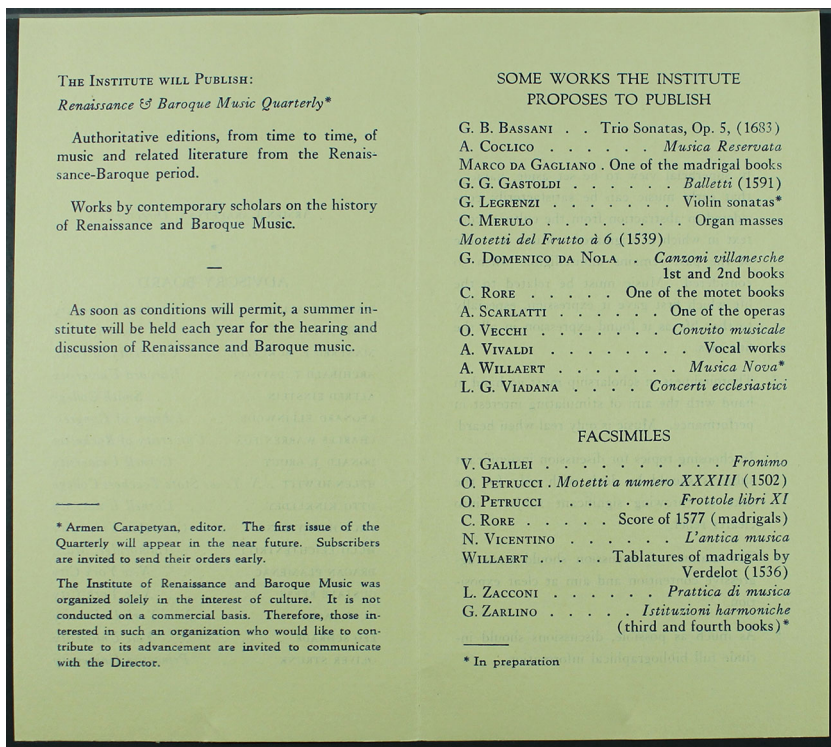 THE INSTITUTE WILL PUBLISH:
Renaissance & Baroque Music Quarterly*
Authoritative editions, from time to time, of
music and related literature from the Renais-
sance-Baroque period.
Works by contemporary scholars on the history
of Renaissance and Baroque Music.
—
As soon as conditions will permit, a summer in-
stitute will be held each year for the hearing and
discussion of Renaissance and Baroque music.
* Armen Carapetyan, editor. The first issue of the
Quarterly will appear in the near future. Subscribers
are invited to send their orders early.
The Institute of Renaissance and Baroque Music was
organized solely in the interest of culture. It is not
conducted on a commercial basis. Therefore, those in-
terested in such an organization who would like to con-
tribute to its advancement are invited to communicate
with the Director.
SOME WORKS THE INSTITUTE
PROPOSES TO PUBLISH
G. B. BASSANI . . Trio Sonatas, Op. 5, (1683)
A. COCLICO . . . . . . Musica Reservata
MARCO DA GAGLIANO . One of the madrigal books
G. G. GASTOLDI . . . . . . Balletti (1591)
G. LEGRENZI . . . . . . . Violin sonatas*
C. MERULO . . . . . . . . Organ masses
Motetti del Frutto à 6 (1539)
G. DOMENICO DA NOLA . Canzoni villanesche
1st and 2nd books
C. RORE . . . . . One of the motet books
A. SCARLATTI . . . . . . One of the operas
O. VECCHI . . . . . . Convito musicale
A. VIVALDI . . . . . . . . Vocal works
A. WILLAERT . . . . . . . Musica Nova*
L. G. VIADANA . . . . Concerti ecclesiastici
FACSIMILES
V. GALILEI . . . . . . . . . . Fronimo
O. PETRUCCI . Motetti a numero XXXIII (1502)
O. PETRUCCI . . . . . . Frottole libri XI
C. RORE . . . . . Score of 1577 (madrigals)
N. VICENTINO . . . . . . L'antica musica
WILLAERT . . . . Tablatures of madrigals by
Verdelot (1536)
L. ZACCONI . . . . . . Prattica di musica
G. ZARLINO . . . . . Istituzioni harmoniche
(third and fourth books)*
* In preparation